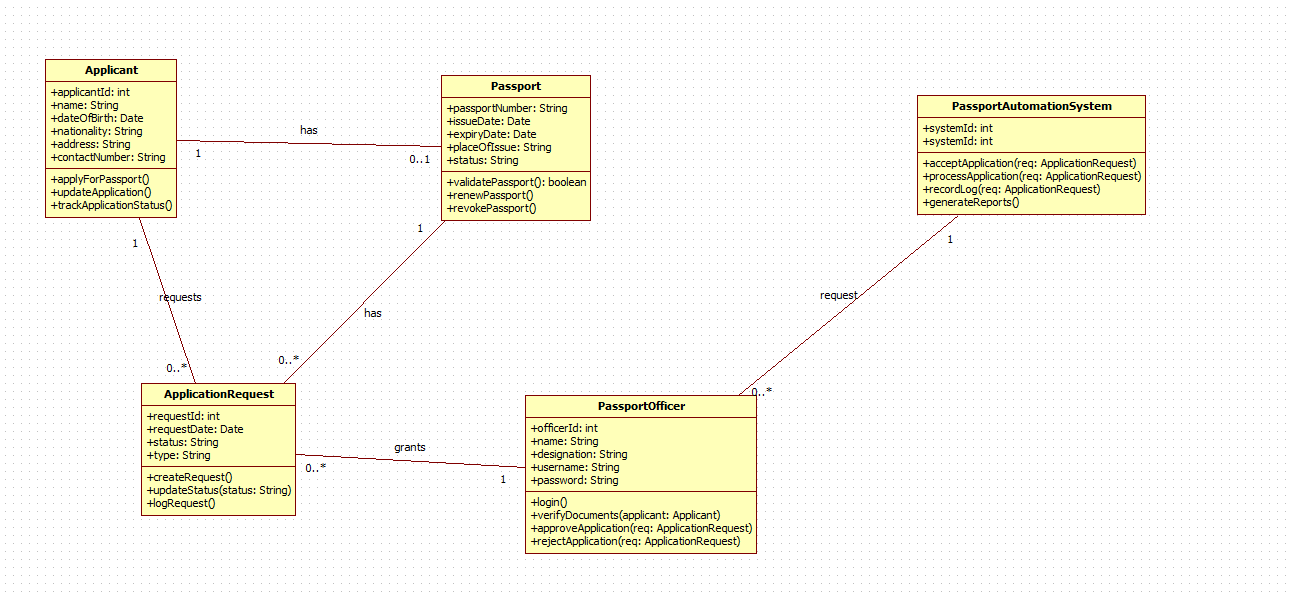 Applicant
+applicantId: int
+name: String
+dateOfBirth: Date
+nationality: String
+address: String
+contactNumber: String
+applyForPassport()
+updateApplication()
+trackApplicationStatus()
has
1
0..1
Passport
+passportNumber: String
+issueDate: Date
+expiryDate: Date
+placeOfIssue: String
+status: String
+validatePassport(): boolean
+renewPassport()
+revokePassport()
PassportAutomationSystem
+systemId: int
+systemId: int
+acceptApplication(req: ApplicationRequest)
+processApplication(req: ApplicationRequest)
+recordLog(req: ApplicationRequest)
+generateReports()
1
requests
0..*
1
has
0..*
1
request
0..*
ApplicationRequest
+requestId: int
+requestDate: Date
+status: String
+type: String
+createRequest()
+updateStatus(status: String)
+logRequest()
grants
0..*
1
PassportOfficer
+officerId: int
+name: String
+designation: String
+username: String
+password: String
+login()
+verifyDocuments(applicant: Applicant)
+approveApplication(req: ApplicationRequest)
+rejectApplication(req: ApplicationRequest)